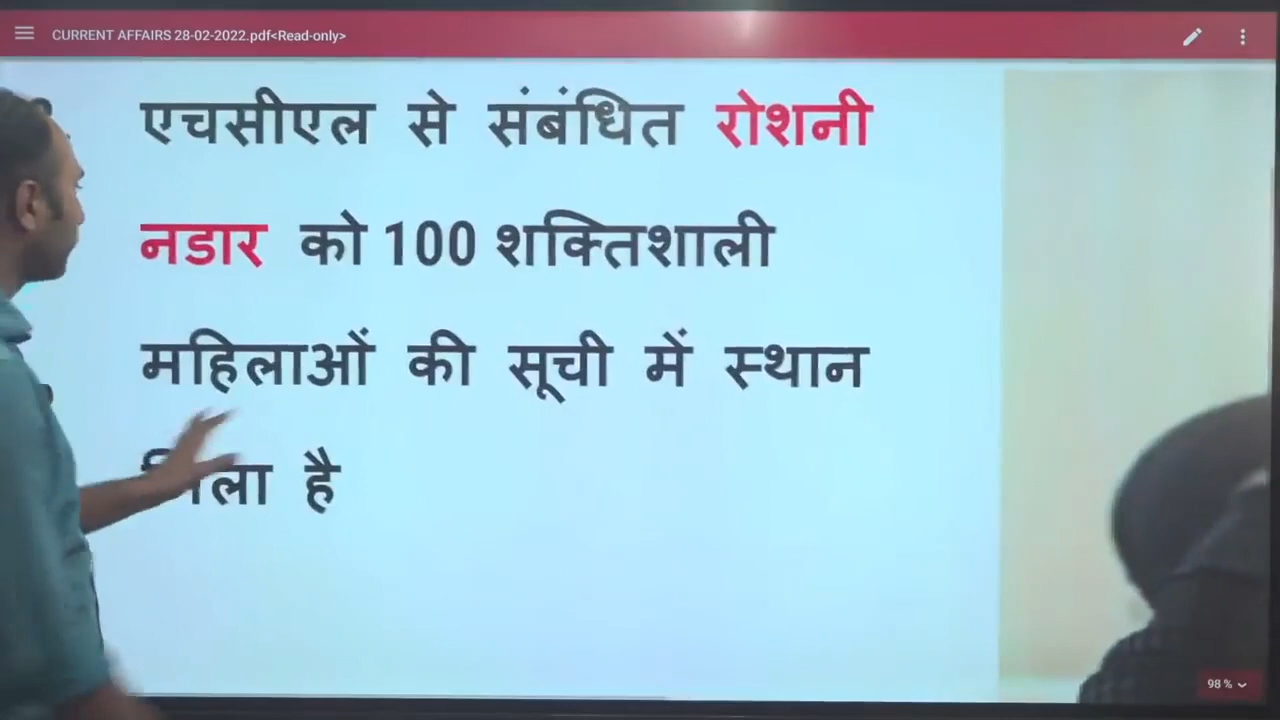 CURRENT AFFAIRS 28-02-2022.pdf<Read-only>
एचसीएल से संबंधित रोशनी
नडार को 100 शक्तिशाली
महिलाओं की सूची में स्थान
है
98 %